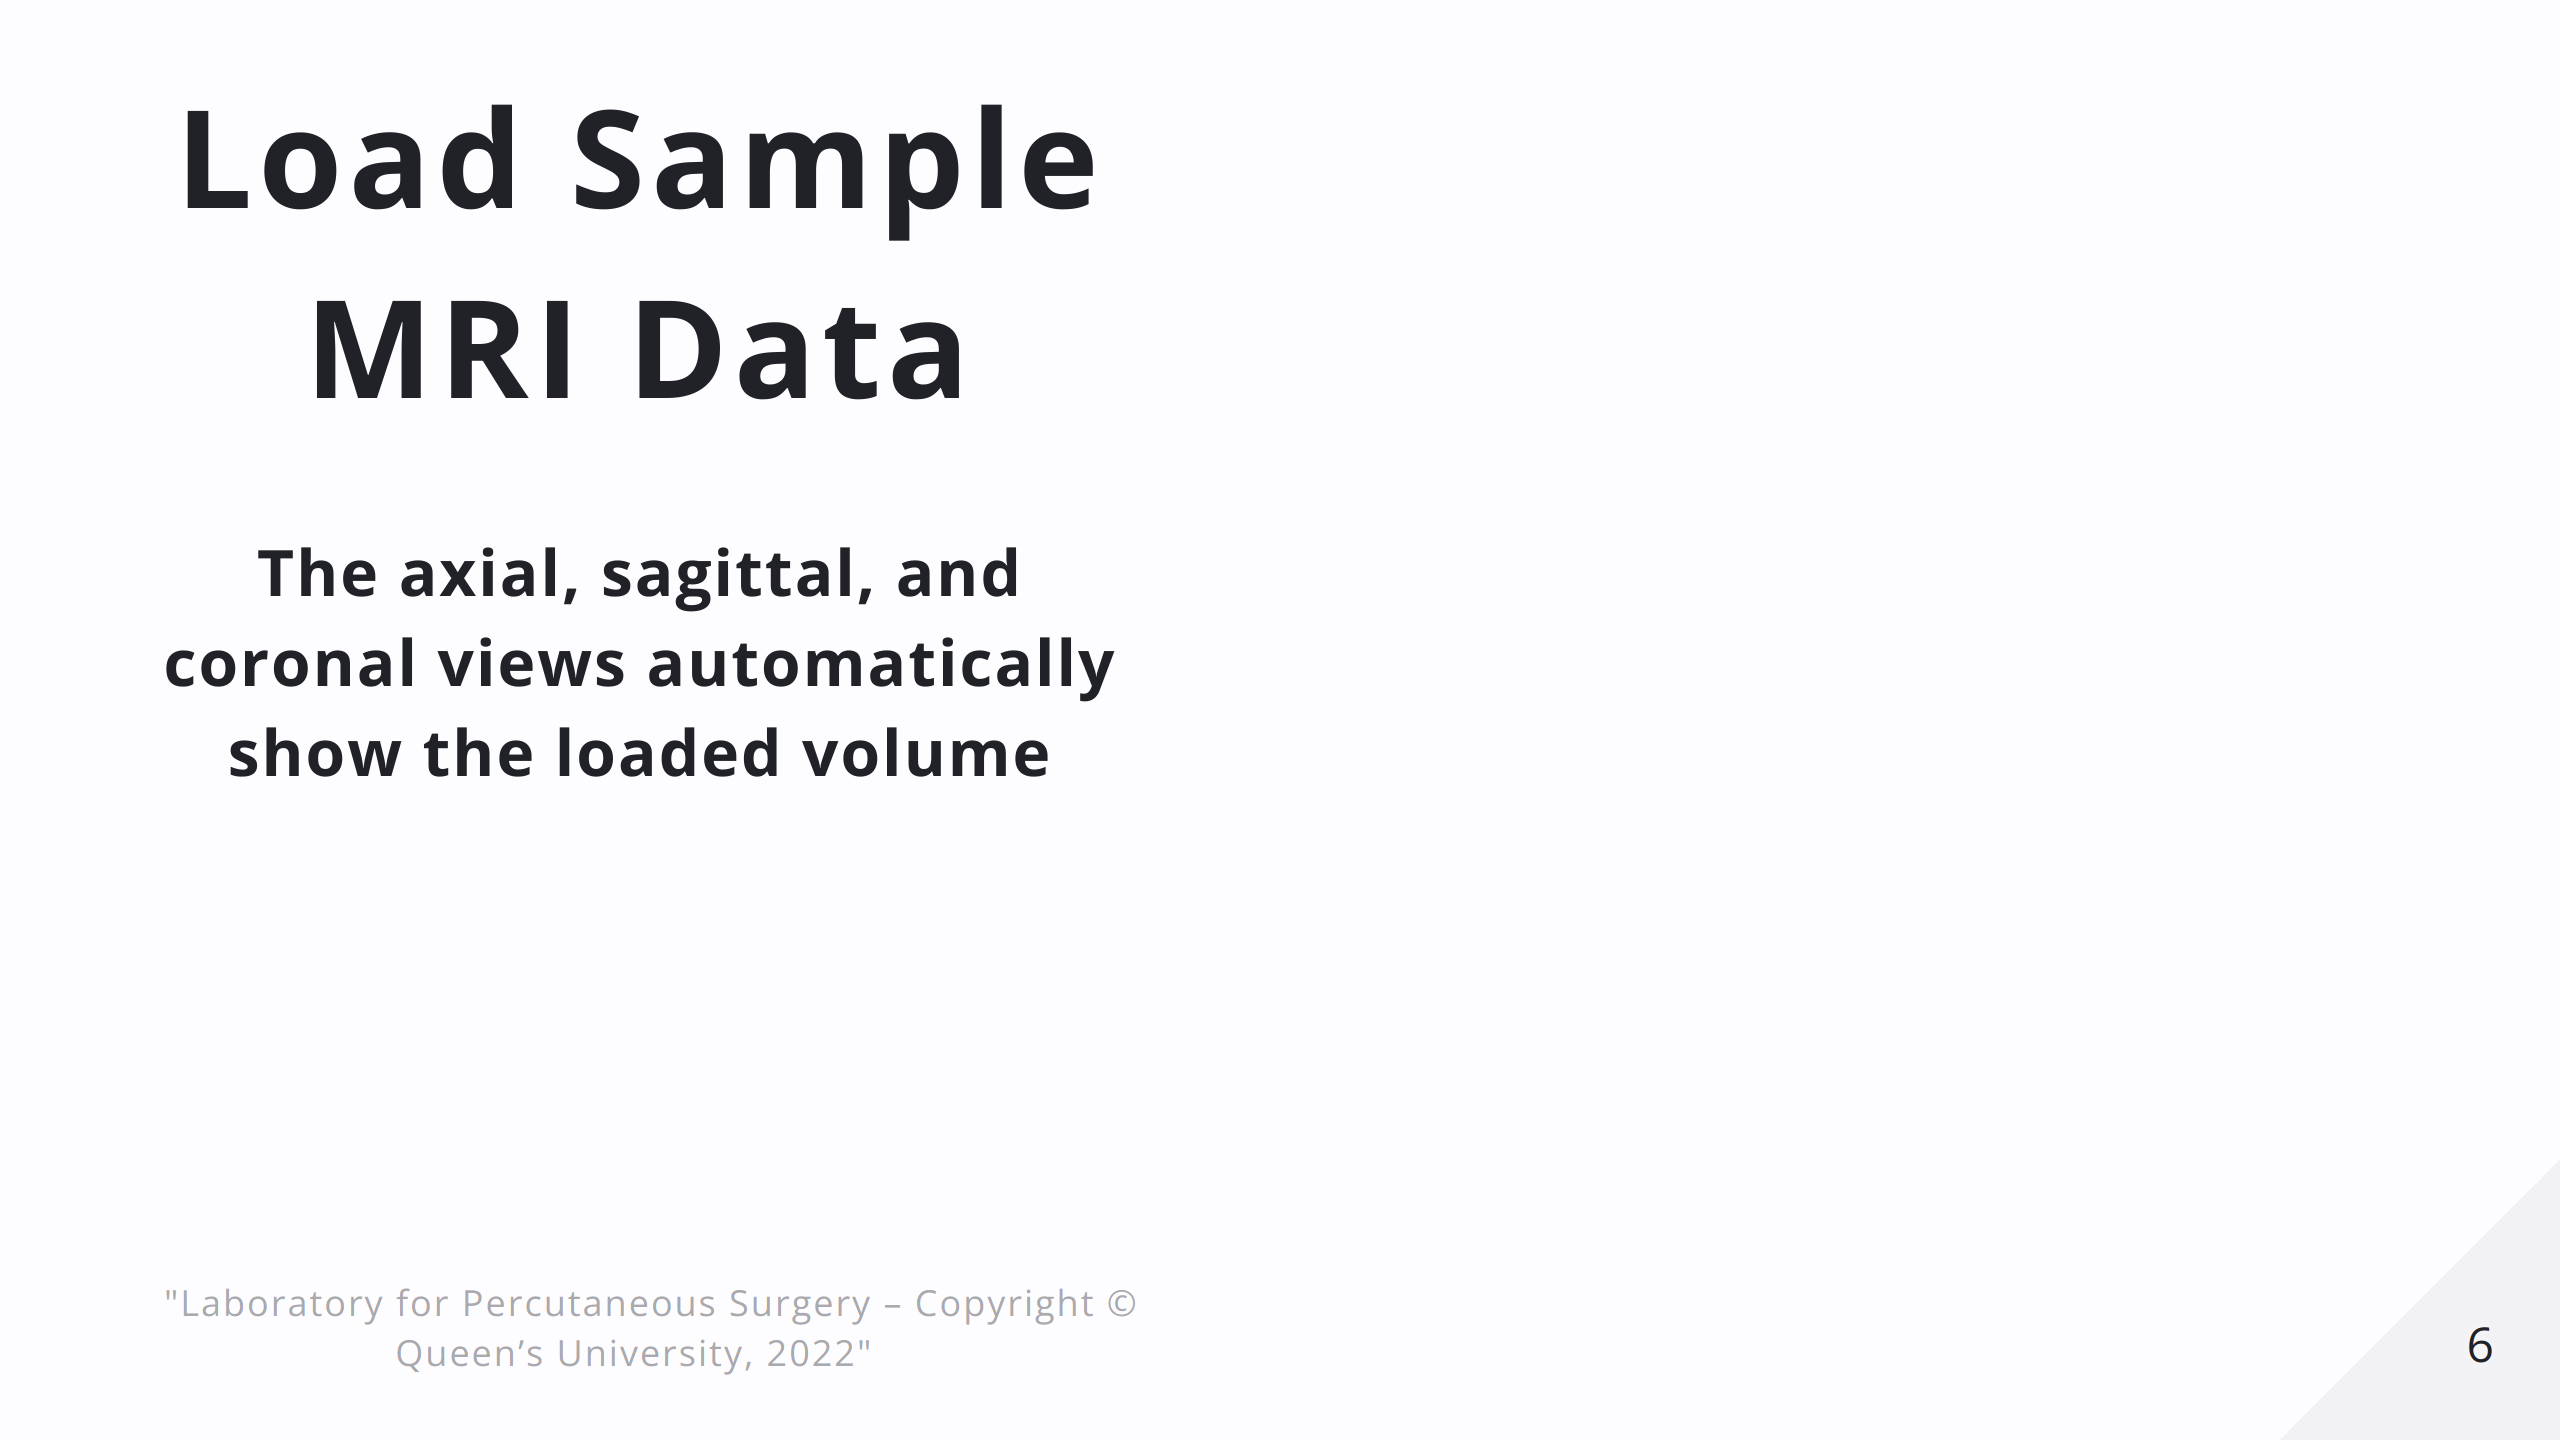 Load Sample
MRI Data
The axial, sagittal, and
coronal views automatically
show the loaded volume
"Laboratory for Percutaneous Surgery – Copyright ©
Queen’s University, 2022"
6